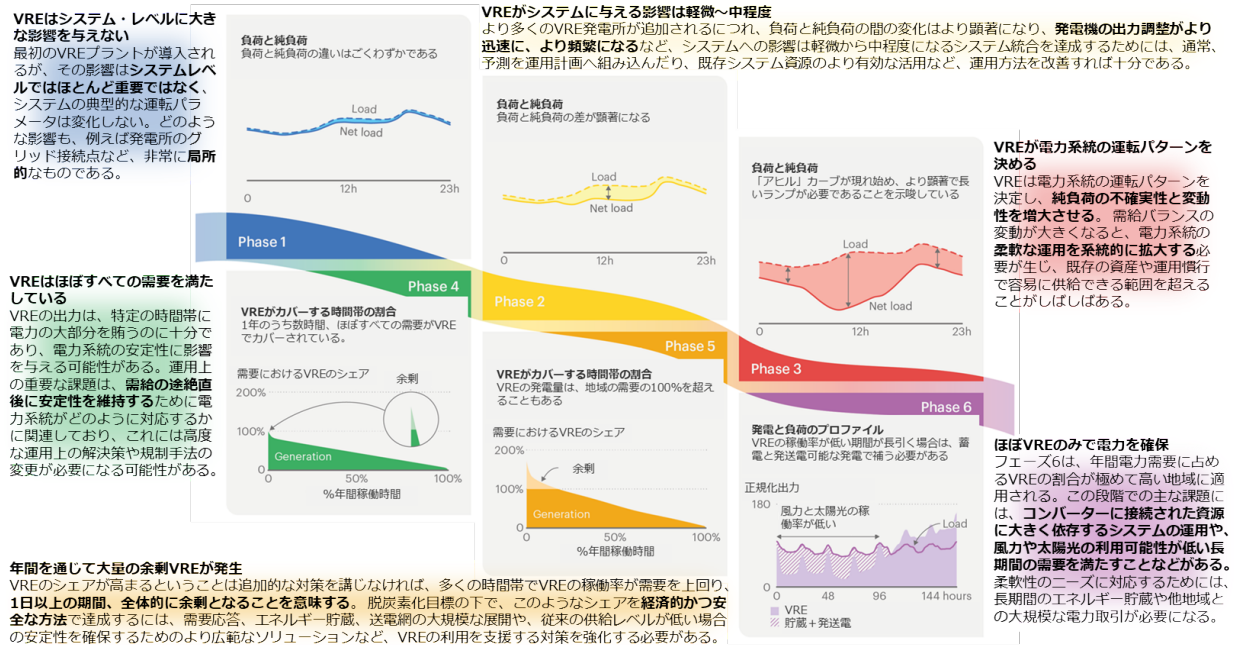 VREはシステム・レベルに大き
な影響を与えない
最初のVREプラントが導入され
るが、その影響はシステムレベ
ルではほとんど重要ではなく、
システムの典型的な運転パラ
メータは変化しない。どのよう
な影響も、例えば発電所のグ
リッド接続点など、非常に局所
的なものである。
負荷と純負荷
負荷と純負荷の違いはごくわずかである
Load
Net load
0
12h
23h
Phase 1
VREがシステムに与える影響は軽微～中程度
より多くのVRE発電所が追加されるにつれ、負荷と純負荷の間の変化はより顕著になり、発電機の出力調整がより
迅速に、より頻繁になるなど、システムへの影響は軽微から中程度になるシステム統合を達成するためには、通常、
予測を運用計画へ組み込んだり、既存システム資源のより有効な活用など、運用方法を改善すれば十分である。
負荷と純負荷
負荷と純負荷の差が顕著になる
Load
Net load
0
12h
23h
Phase 2
負荷と純負荷
「アヒル」カーブが現れ始め、より顕著で長
いランプが必要であることを示唆している
Load
Net load
0
12h
23h
Phase 3
VREが電力系統の運転パターンを
決める
VREは電力系統の運転パターンを
決定し、純負荷の不確実性と変動
性を増大させる。 需給バランスの
変動が大きくなると、電力系統の
柔軟な運用を系統的に拡大する必
要が生じ、既存の資産や運用慣行
で容易に供給できる範囲を超える
ことがしばしばある。
VREはほぼすべての需要を満た
している
VREの出力は、特定の時間帯に
電力の大部分を賄うのに十分で
あり、電力系統の安定性に影響
を与える可能性がある。運用上
の重要な課題は、需給の途絶直
後に安定性を維持するために電
力系統がどのように対応するか
に関連しており、これには高度
な運用上の解決策や規制手法の
変更が必要になる可能性がある。
Phase 4
VREがカバーする時間帯の割合
1年のうち数時間、ほぼすべての需要がVRE
でカバーされている。
需要におけるVREのシェア
余剰
200%
100%
0
Generation
0
100%
%年間稼働時間
Phase 5
VREがカバーする時間帯の割合
VREの発電量は、地域の需要の100%を超え
ることもある
需要におけるVREのシェア
200%
余剰
100%
Generation
0
0
100%
%年間稼働時間
Phase 6
発電と負荷のプロファイル
VREの稼働率が低い期間が長引く場合は、蓄
電と発送電可能な発電で補う必要がある
正規化出力
180
風力と太陽光の稼
働率が低い
Load
0
0
48
96
144 hours
VRE
貯蔵＋発送電
ほぼVREのみで電力を確保
フェーズ6は、年間電力需要に占め
るVREの割合が極めて高い地域に適
用される。この段階での主な課題に
は、コンバーターに接続された資源
に大きく依存するシステムの運用や、
風力や太陽光の利用可能性が低い長
期間の需要を満たすことなどがある。
柔軟性のニーズに対応するためには、
長期間のエネルギー貯蔵や他地域と
の大規模な電力取引が必要になる。
年間を通じて大量の余剰VREが発生
VREのシェアが高まるということは追加的な対策を講じなければ、多くの時間帯でVREの稼働率が需要を上回り、
1日以上の期間、全体的に余剰となることを意味する。 脱炭素化目標の下で、このようなシェアを経済的かつ安
全な方法で達成するには、需要応答、エネルギー貯蔵、送電網の大規模な展開や、従来の供給レベルが低い場合
の安定性を確保するためのより広範なソリューションなど、VREの利用を支援する対策を強化する必要がある。